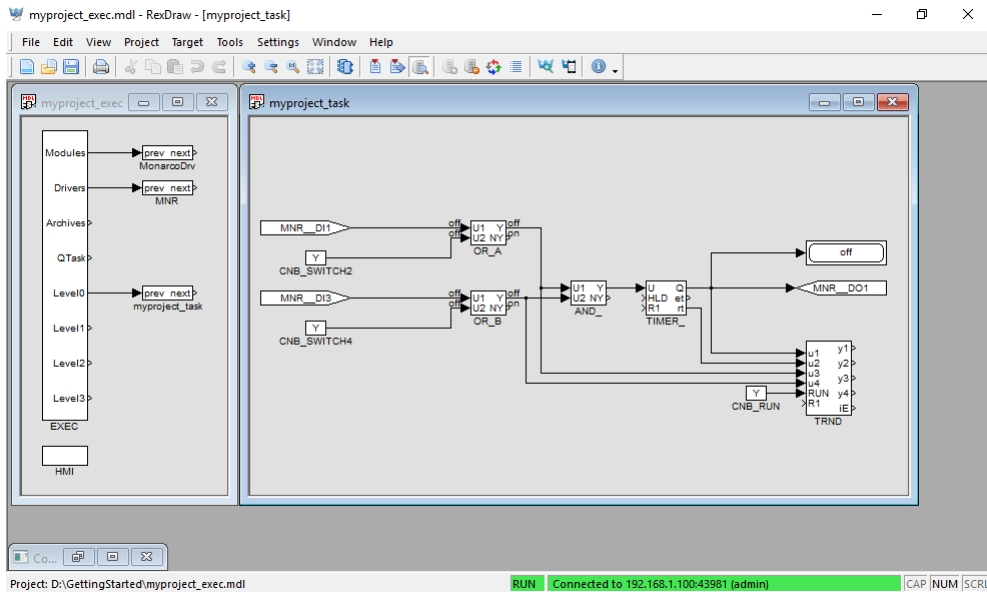 myproject_exec.mdl - RexDraw - [myproject_task]
File Edit View Project Target Tools Settings Window Help
myproject_exec
Modules
prev next
MonarcoDrv
Drivers
prev next
MNR
Archives
QTask
Level0
prev next
myproject_task
Level1
Level2
Level3
EXEC
HMI
myproject_task
MNR__DI1
off
off
U1 Y
U2 NY
off
on
OR_A
Y
CNB_SWITCH2
MNR__DI3
off
off
U1 Y
U2 NY
off
on
OR_B
Y
CNB_SWITCH4
U1 Y
U2 NY
AND_
U Q
HLD et
R1 rt
TIMER_
off
MNR__DO1
u1 y1
u2 y2
u3 y3
u4 y4
RUN
R1 iE
TRND
Y
CNB_RUN
Co...
Project: D:\GettingStarted\myproject_exec.mdl RUN Connected to 192.168.1.100:43981 (admin) CAP NUM SCRL